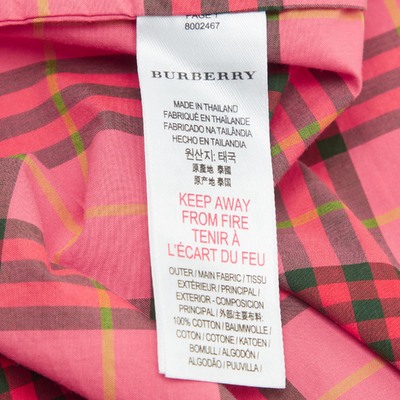 PAGE 1
8002467
BURBERRY
MADE IN THAILAND
FABRIQUÉ EN THAÏLANDE
FABRICADO NA TAILÂNDIA
HECHO EN TAILANDIA
원산지: 태국
原產地 泰國
原产地 泰国
KEEP AWAY
FROM FIRE
TENIR À
L'ÉCART DU FEU
OUTER / MAIN FABRIC / TISSU
EXTÉRIEUR / PRINCIPAL /
EXTERIOR - COMPOSICION
PRINCIPAL / 外部/主要布料:
100% COTTON / BAUMWOLLE /
COTON / COTONE / KATOEN /
BOMULL / ALGODÓN /
ALGODÃO / PUUVILLA /